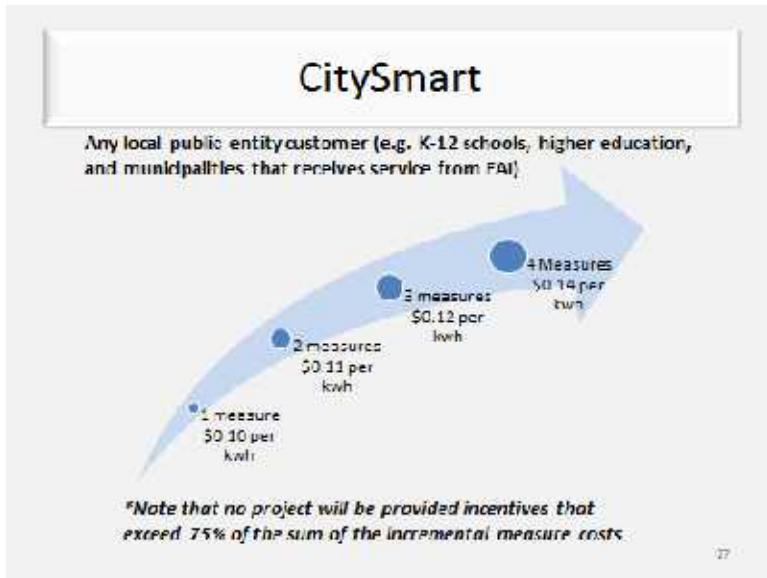 CitySmart
Any local public entity customer (e.g. K-12 schools, higher education,
and municipalities that receives service from EAI)
4 Measures
$0.14 per
kwh
3 measures
$0.12 per
kwh
2 measures
$0.11 per
kwh
1 measure
$0.10 per
kwh
*Note that no project will be provided incentives that
exceed 75% of the sum of the incremental measure costs
27